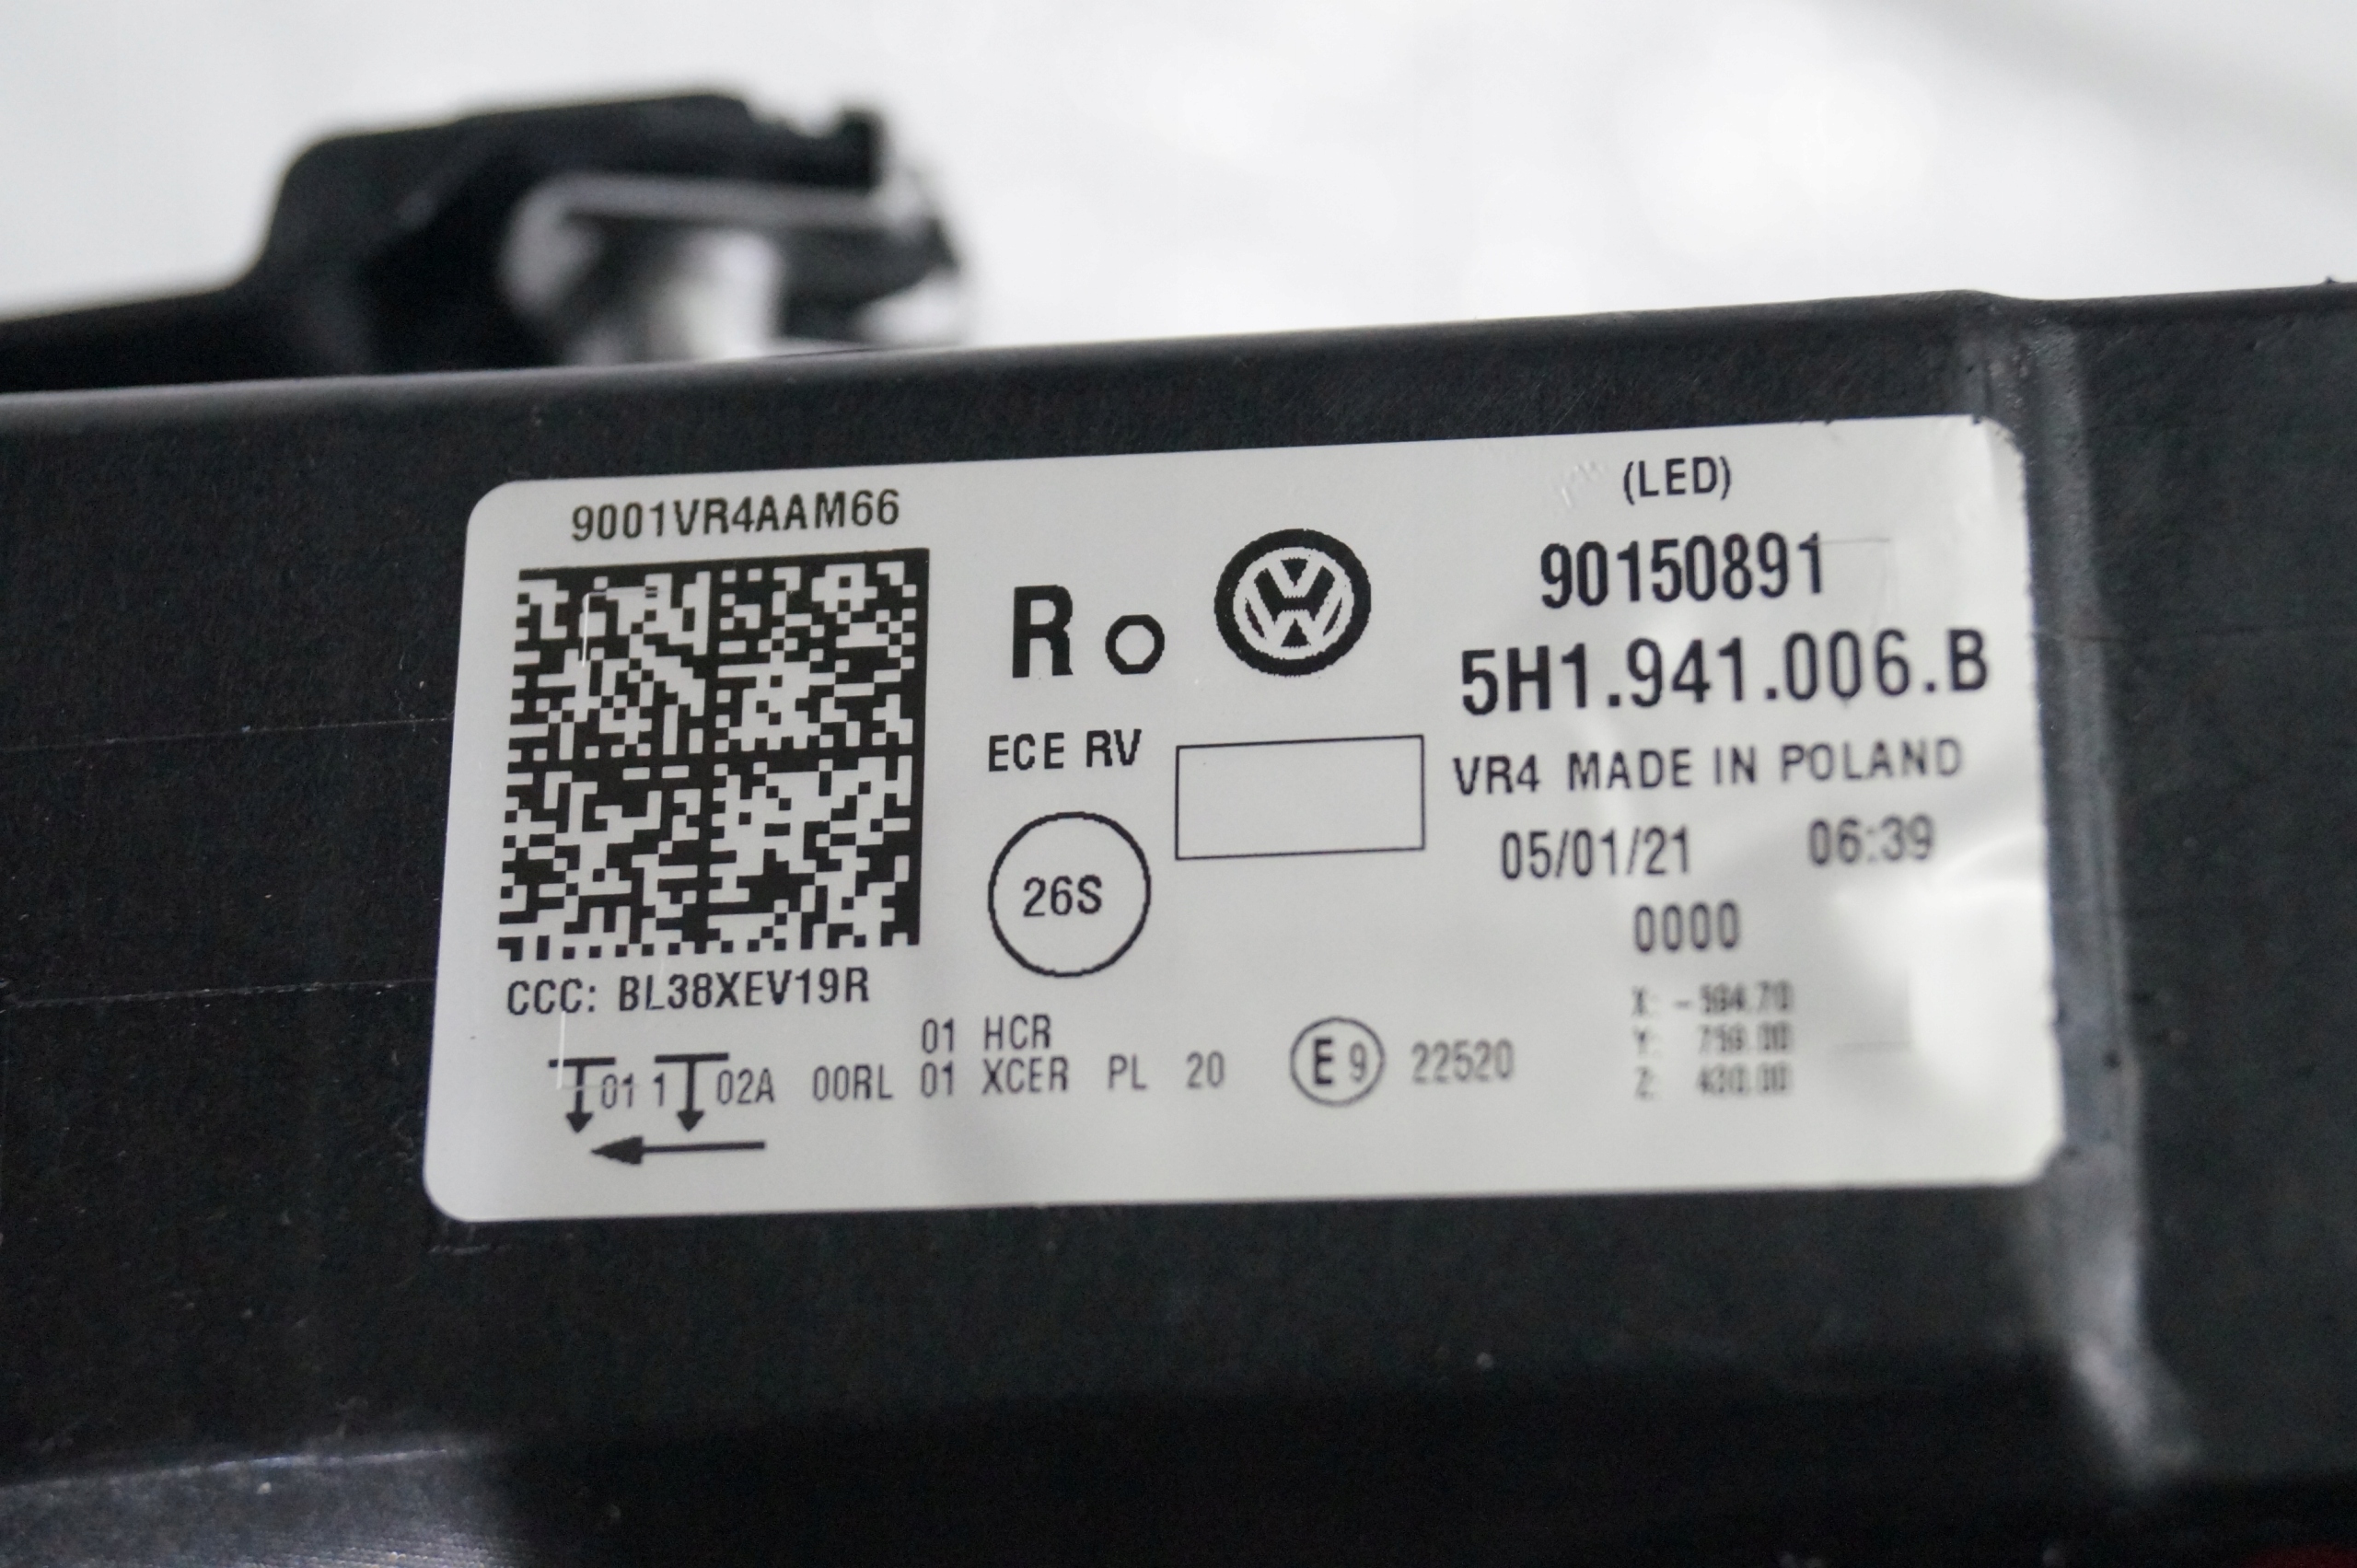 9001VR4AAM66
CCC: BL38XEV19R
R
ECE RV
26S
(LED)
90150891
5H1.941.006.B
VR4 MADE IN POLAND
05/01/21 06:39
0000
X:
Y:
Z:
01 HCR
01 1 02A 00RL 01 XCER PL 20 E9 22520